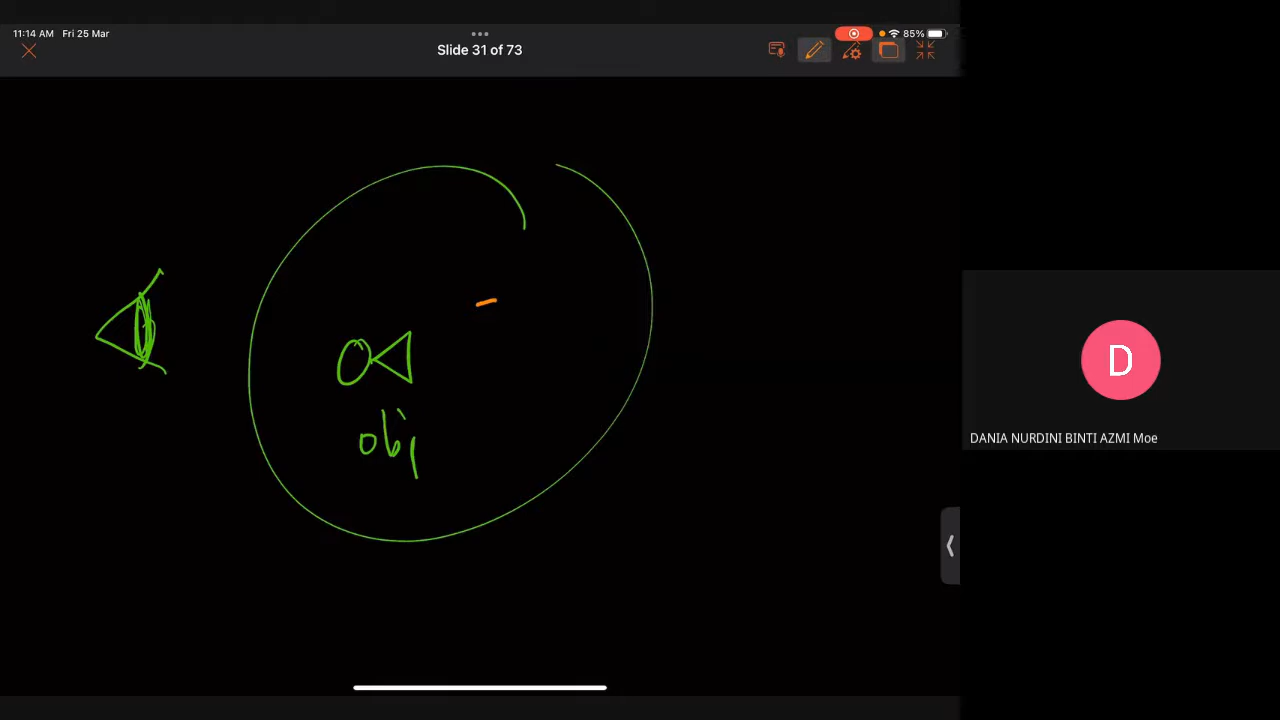 11:14 AM Fri 25 Mar
85%
Slide 31 of 73
obj
D
DANIA NURDINI BINTI AZMI Moe